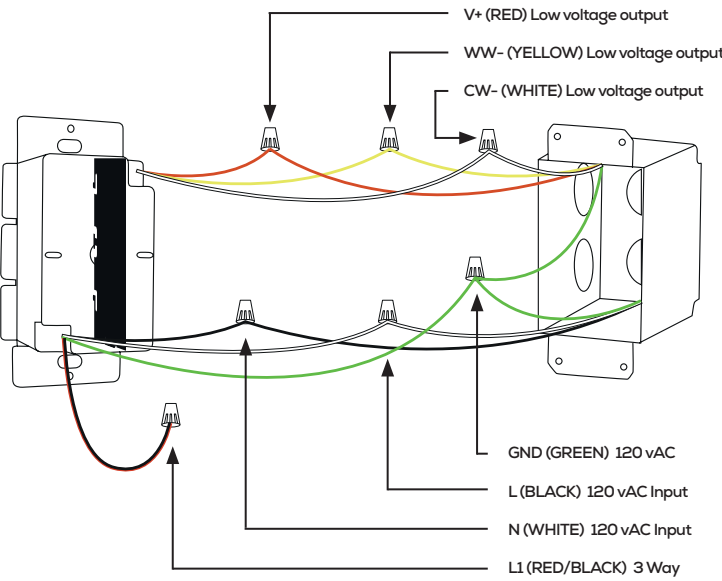 V+ (RED) Low voltage output
WW- (YELLOW) Low voltage output
CW- (WHITE) Low voltage output
GND (GREEN) 120 vAC
L (BLACK) 120 vAC Input
N (WHITE) 120 vAC Input
L1 (RED/BLACK) 3 Way